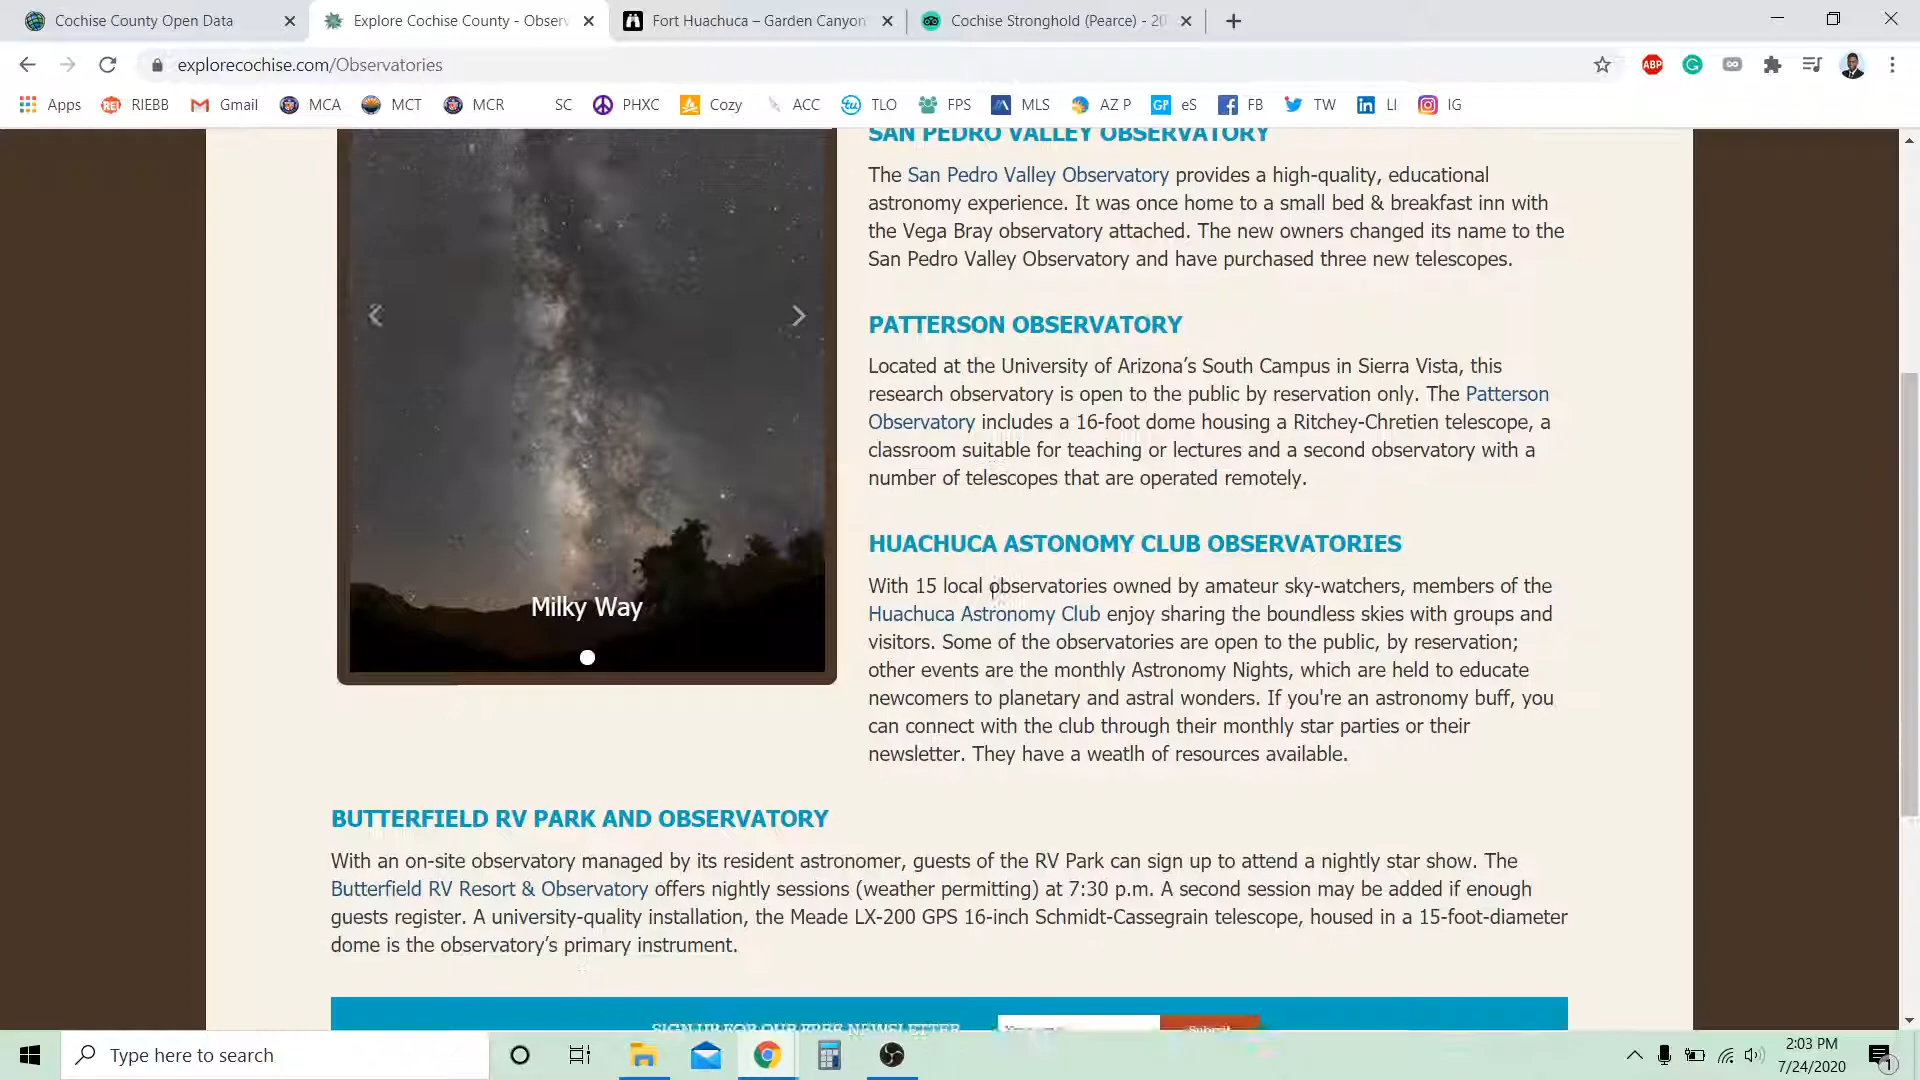 Cochise County Open Data
Explore Cochise County - Observ
Fort Huachuca – Garden Canyon
Cochise Stronghold (Pearce) - 20
explorecochise.com/Observatories
ABP
Apps RIEBB Gmail MCA MCT MCR SC PHXC Cozy ACC TLO FPS MLS AZ P GP eS FB TW LI IG
SAN PEDRO VALLEY OBSERVATORY
The San Pedro Valley Observatory provides a high-quality, educational
astronomy experience. It was once home to a small bed & breakfast inn with
the Vega Bray observatory attached. The new owners changed its name to the
San Pedro Valley Observatory and have purchased three new telescopes.
PATTERSON OBSERVATORY
Located at the University of Arizona’s South Campus in Sierra Vista, this
research observatory is open to the public by reservation only. The Patterson
Observatory includes a 16-foot dome housing a Ritchey-Chretien telescope, a
classroom suitable for teaching or lectures and a second observatory with a
number of telescopes that are operated remotely.
HUACHUCA ASTONOMY CLUB OBSERVATORIES
With 15 local observatories owned by amateur sky-watchers, members of the
Huachuca Astronomy Club enjoy sharing the boundless skies with groups and
visitors. Some of the observatories are open to the public, by reservation;
other events are the monthly Astronomy Nights, which are held to educate
newcomers to planetary and astral wonders. If you're an astronomy buff, you
can connect with the club through their monthly star parties or their
newsletter. They have a weatlh of resources available.
Milky Way
BUTTERFIELD RV PARK AND OBSERVATORY
With an on-site observatory managed by its resident astronomer, guests of the RV Park can sign up to attend a nightly star show. The
Butterfield RV Resort & Observatory offers nightly sessions (weather permitting) at 7:30 p.m. A second session may be added if enough
guests register. A university-quality installation, the Meade LX-200 GPS 16-inch Schmidt-Cassegrain telescope, housed in a 15-foot-diameter
dome is the observatory’s primary instrument.
SIGN UP FOR OUR FREE NEWSLETTER
Submit
Type here to search
2:03 PM
7/24/2020
1